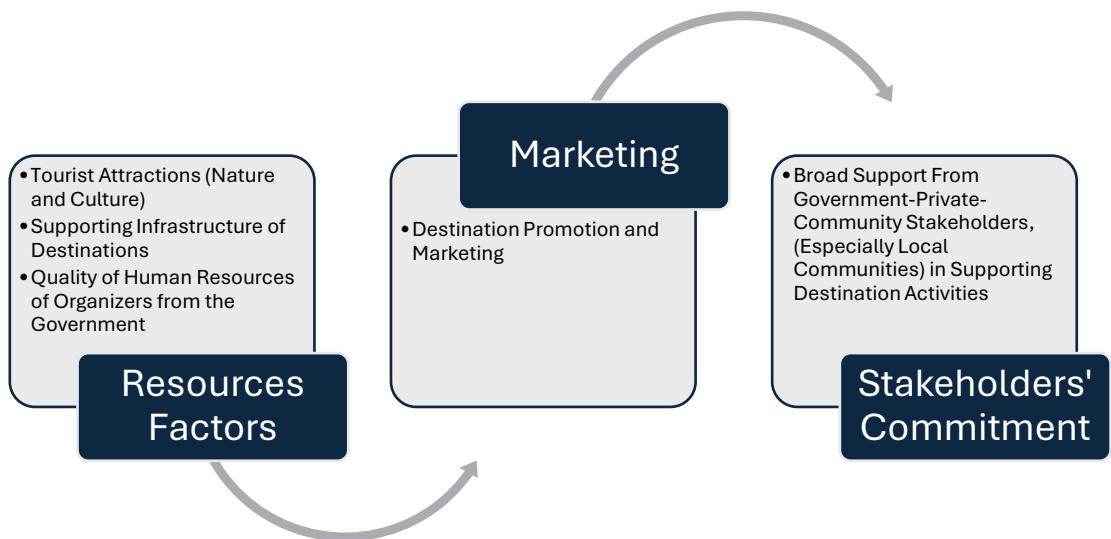 •Tourist Attractions (Nature
and Culture)
•Supporting Infrastructure of
Destinations
•Quality of Human Resources
of Organizers from the
Government
Resources
Factors
Marketing
•Destination Promotion and
Marketing
•Broad Support From
Government-Private-
Community Stakeholders,
(Especially Local
Communities) in Supporting
Destination Activities
Stakeholders'
Commitment